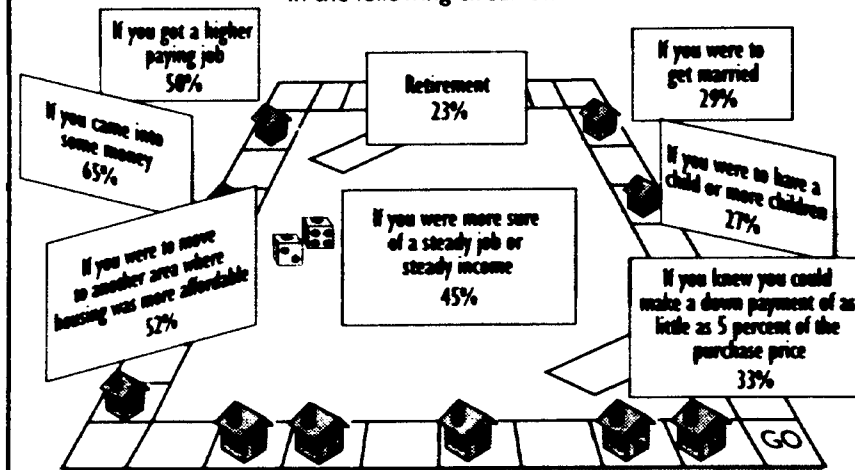 in the following
If you got a higher
paying job
50%
Retirement
23%
If you were to
get married
29%
If you came into
some money
65%
If you were to have a
child or more children
27%
If you were more sure
of a steady job or
steady income
45%
If you were to move
to another area where
housing was more affordable
52%
If you knew you could
make a down payment of as
little as 5 percent of the
purchase price
33%
GO